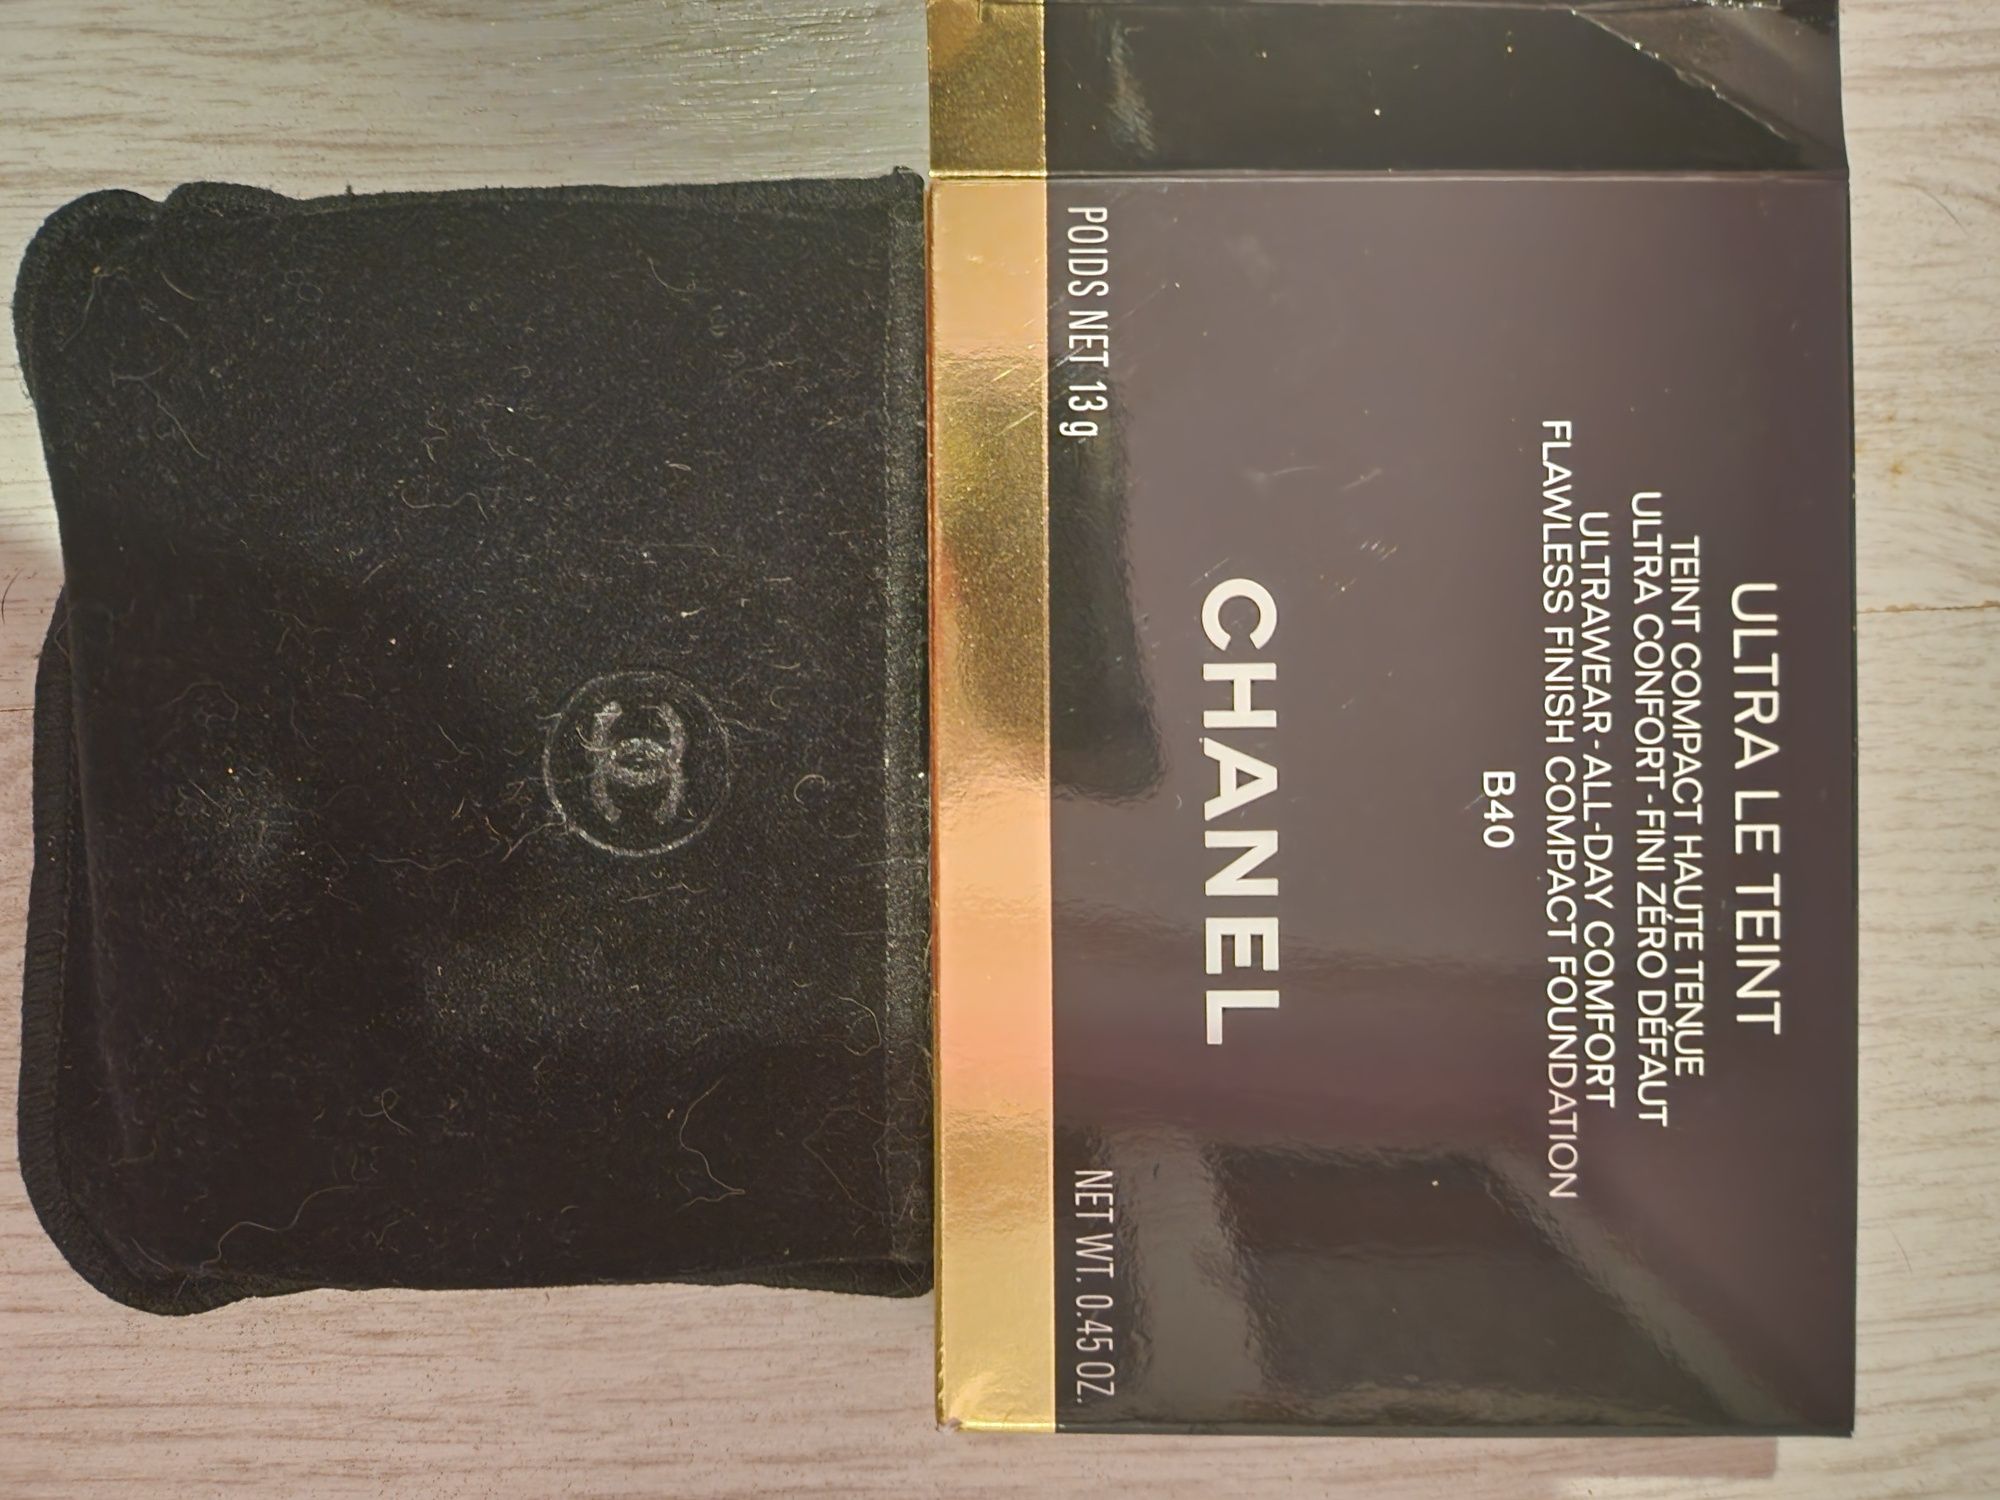 ULTRA LE TEINT
TEINT COMPACT HAUTE TENUE
ULTRA CONFORT - FINI ZÉRO DÉFAUT
ULTRAWEAR - ALL-DAY COMFORT
FLAWLESS FINISH COMPACT FOUNDATION
B40
CHANEL
POIDS NET 13 g
NET WT. 0.45 OZ.